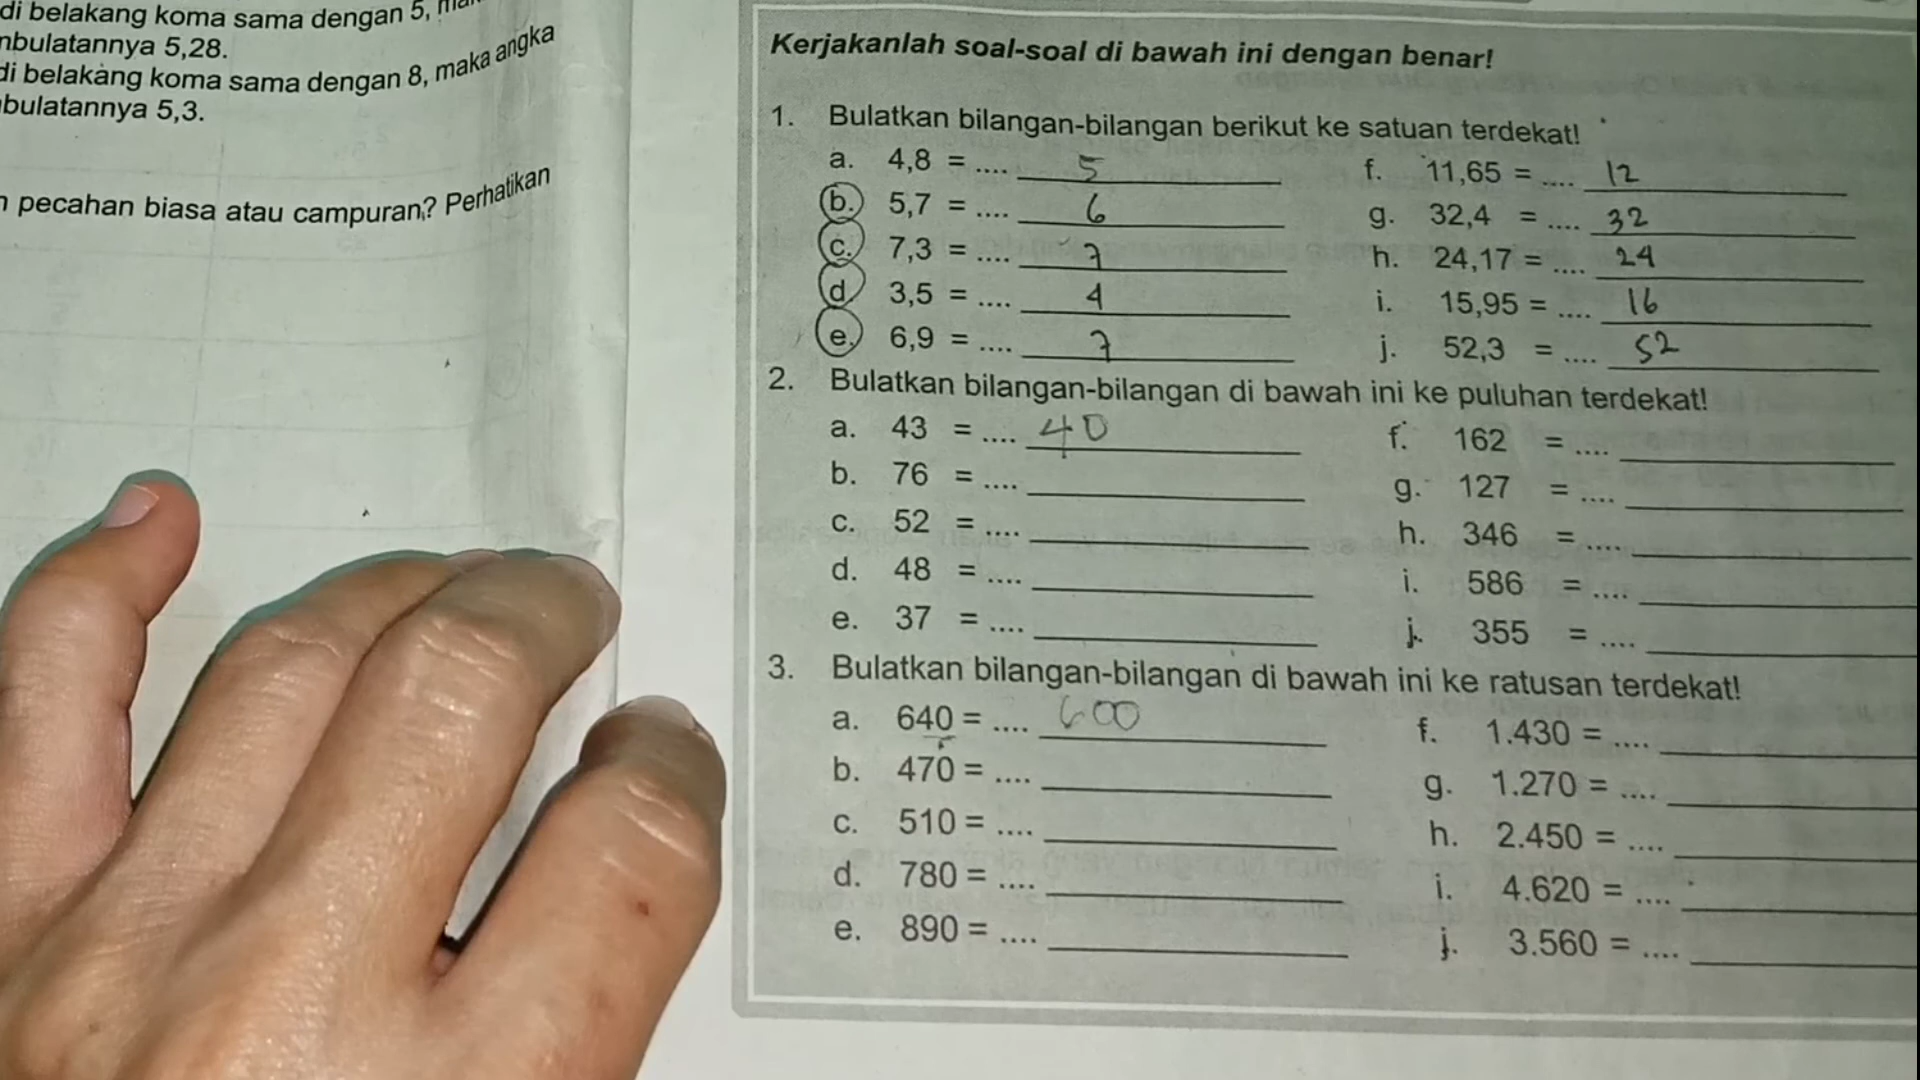 di belakang koma sama dengan 5,
nbulatannya 5,28.
di belakang koma sama dengan 8, maka angka
bulatannya 5,3.
pecahan biasa atau campuran? Perhatikan
Kerjakanlah soal-soal di bawah ini dengan benar!
1. Bulatkan bilangan-bilangan berikut ke satuan terdekat!
a. 4,8 = .... 5
b. 5,7 = .... 6
c. 7,3 = .... 7
d. 3,5 = .... 4
e. 6,9 = .... 7
f. 11,65 = .... 12
g. 32,4 = .... 32
h. 24,17 = .... 24
i. 15,95 = .... 16
j. 52,3 = .... 52
2. Bulatkan bilangan-bilangan di bawah ini ke puluhan terdekat!
a. 43 = .... 40
b. 76 = ....
c. 52 = ....
d. 48 = ....
e. 37 = ....
f. 162 = ....
g. 127 = ....
h. 346 = ....
i. 586 = ....
j. 355 = ....
3. Bulatkan bilangan-bilangan di bawah ini ke ratusan terdekat!
a. 640 = .... 600
b. 470 = ....
c. 510 = ....
d. 780 = ....
e. 890 = ....
f. 1.430 = ....
g. 1.270 = ....
h. 2.450 = ....
i. 4.620 = ....
j. 3.560 = ....